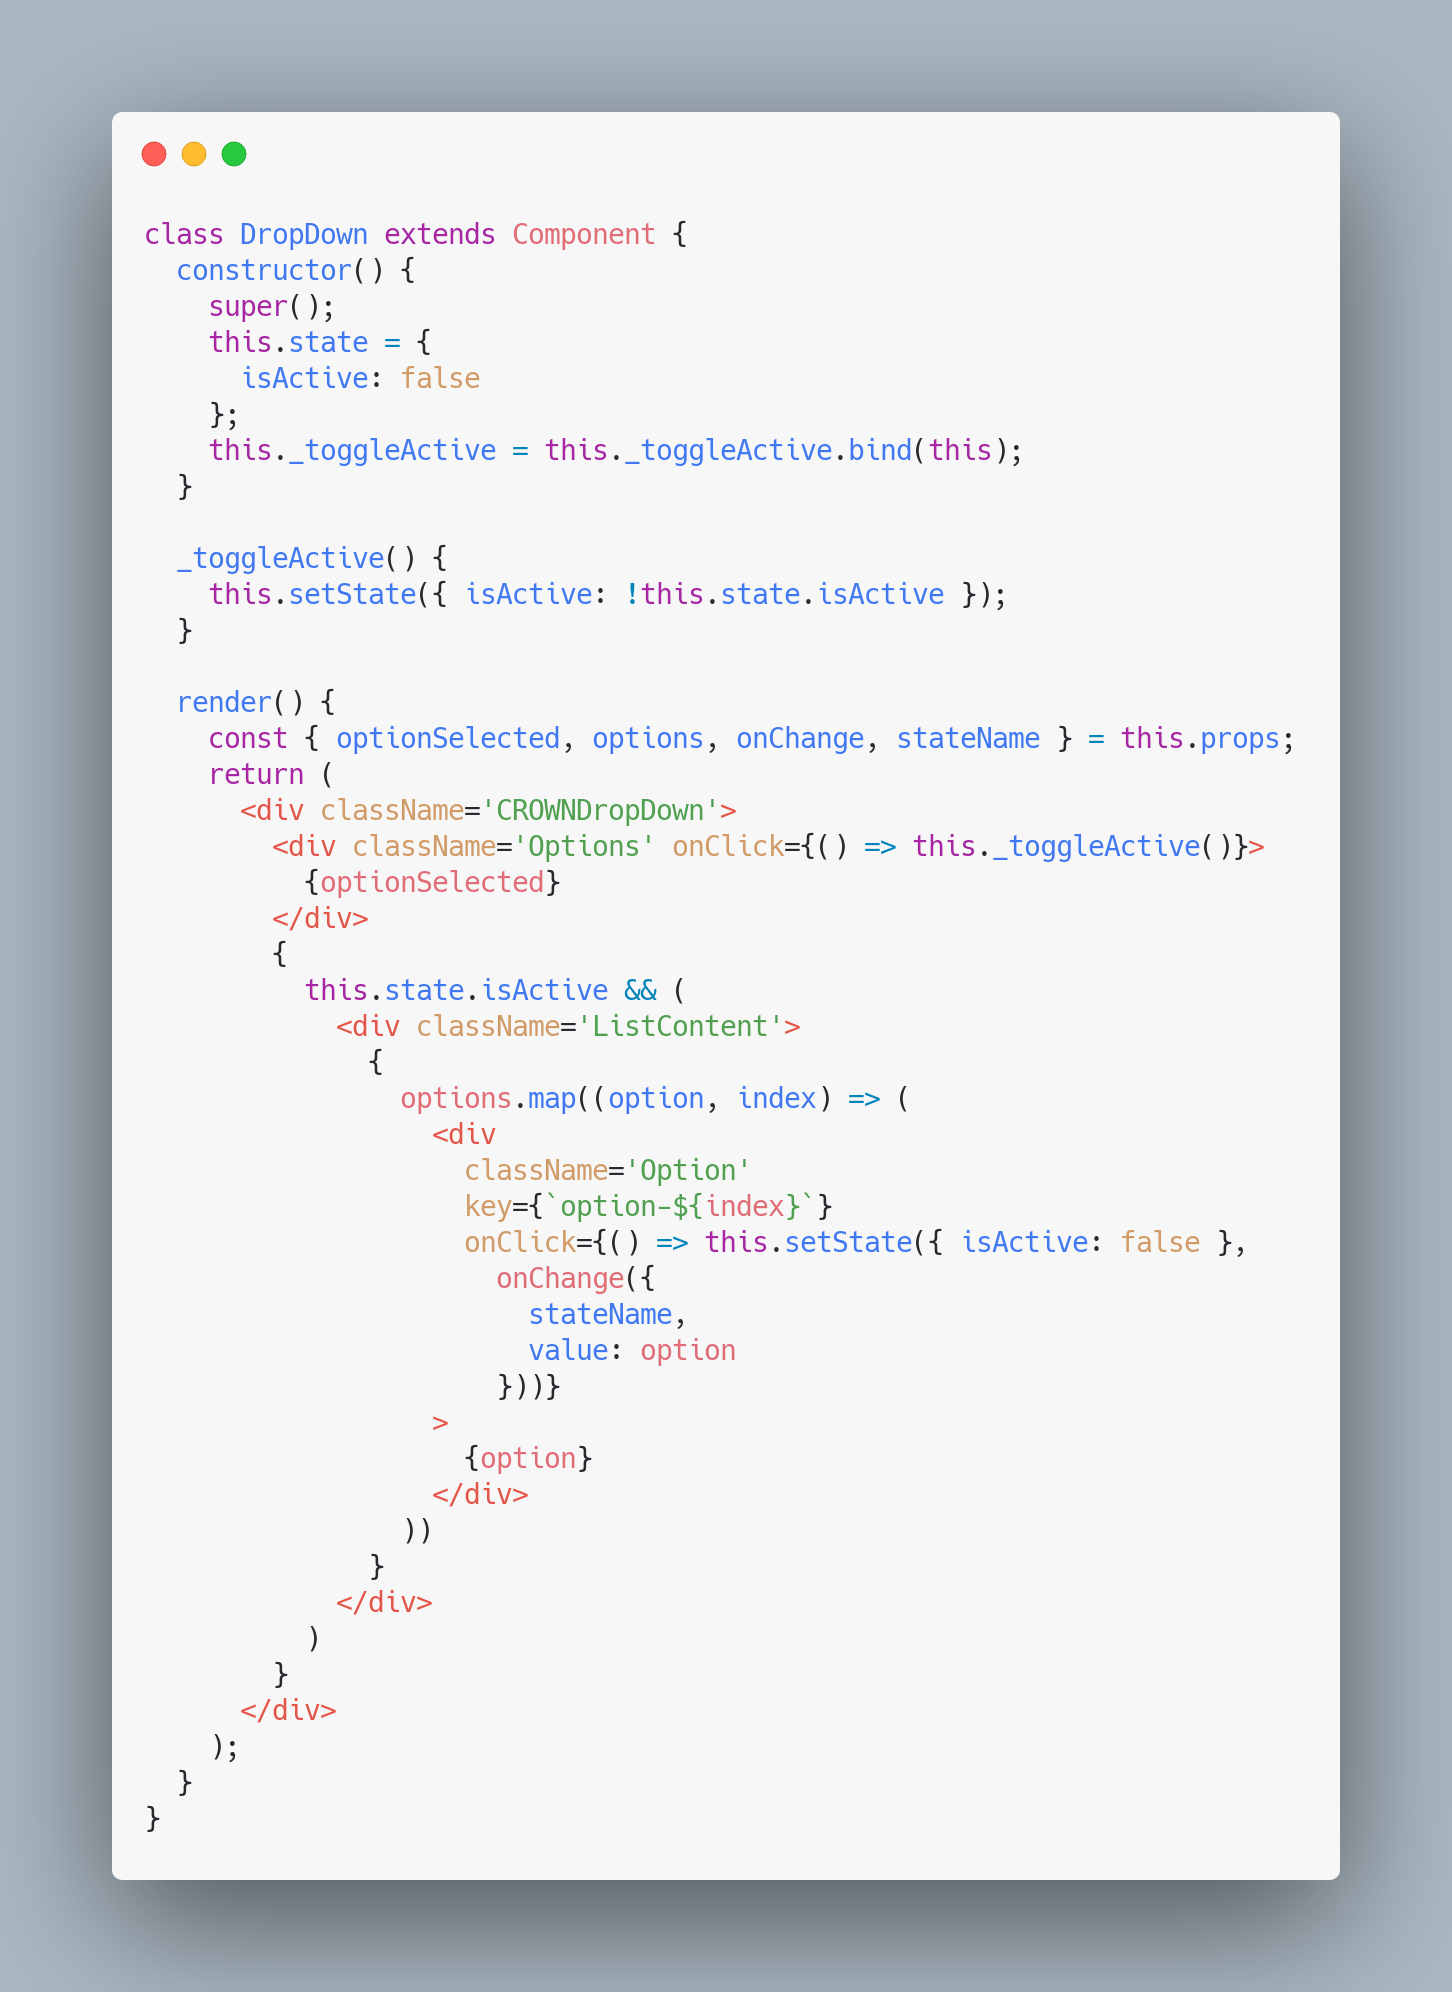 class DropDown extends Component {
  constructor() {
    super();
    this.state = {
      isActive: false
    };
    this._toggleActive = this._toggleActive.bind(this);
  }

  _toggleActive() {
    this.setState({ isActive: !this.state.isActive });
  }

  render() {
    const { optionSelected, options, onChange, stateName } = this.props;
    return (
      <div className='CROWNDropDown'>
        <div className='Options' onClick={() => this._toggleActive()}>
          {optionSelected}
        </div>
        {
          this.state.isActive && (
            <div className='ListContent'>
              {
                options.map((option, index) => (
                  <div
                    className='Option'
                    key={`option-${index}`}
                    onClick={() => this.setState({ isActive: false },
                      onChange({
                        stateName,
                        value: option
                      }))}
                  >
                    {option}
                  </div>
                ))
              }
            </div>
          )
        }
      </div>
    );
  }
}